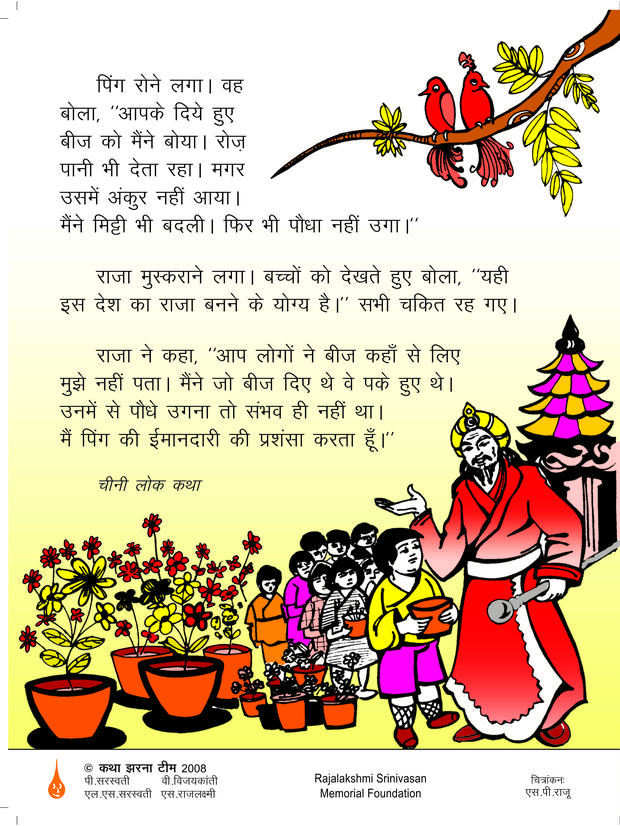 पिंग रोने लगा। वह
बोला, ‘‘आपके दिये हुए
बीज को मैंने बोया। रोज़
पानी भी देता रहा। मगर
उसमें अंकुर नहीं आया।
मैंने मिट्टी भी बदली। फिर भी पौधा नहीं उगा।’’
राजा मुस्कराने लगा। बच्चों को देखते हुए बोला, ‘‘यही
इस देश का राजा बनने के योग्य है।’’ सभी चकित रह गए।
राजा ने कहा, ‘‘आप लोगों ने बीज कहाँ से लिए
मुझे नहीं पता। मैंने जो बीज दिए थे वे पके हुए थे।
उनमें से पौधे उगना तो संभव ही नहीं था।
मैं पिंग की ईमानदारी की प्रशंसा करता हूँ।’’
चीनी लोक कथा
© कथा झरना टीम 2008
पी.सरस्वती वी.विजयकांती
एल.एस.सरस्वती एस.राजलक्ष्मी
Rajalakshmi Srinivasan
Memorial Foundation
चित्रांकनः
एस.पी.राजू